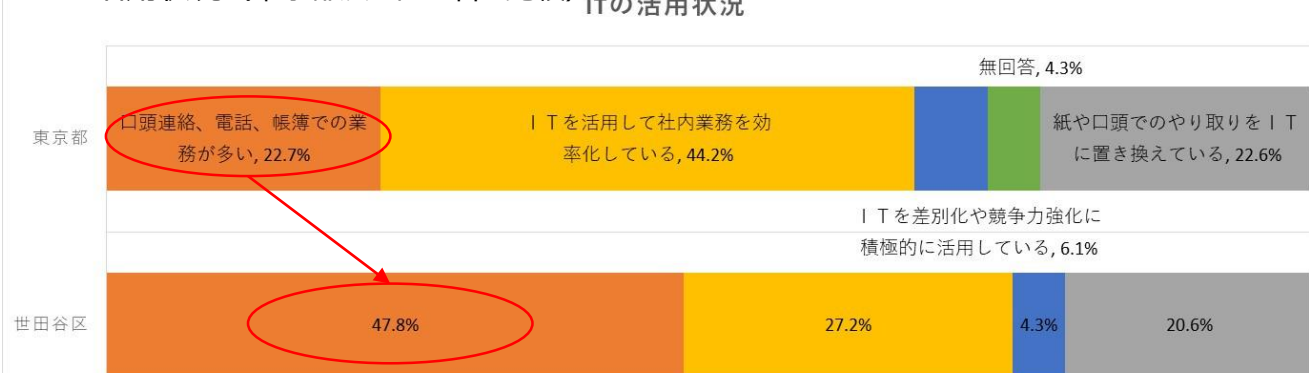 ITの活用状況
無回答, 4.3%
東京都
口頭連絡、電話、帳簿での業
務が多い, 22.7%
ＩＴを活用して社内業務を効
率化している, 44.2%
紙や口頭でのやり取りをＩＴ
に置き換えている, 22.6%
ＩＴを差別化や競争力強化に
積極的に活用している, 6.1%
世田谷区
47.8%
27.2%
4.3%
20.6%